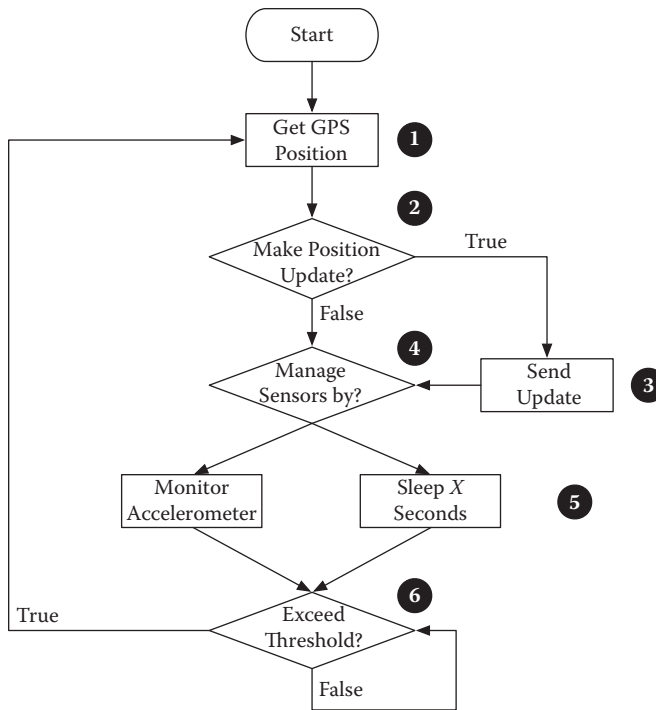 Start
Get GPS
Position
1
2
Make Position
Update?
True
False
4
Manage
Sensors by?
Send
Update
3
Monitor
Accelerometer
Sleep X
Seconds
5
6
Exceed
Threshold?
True
False